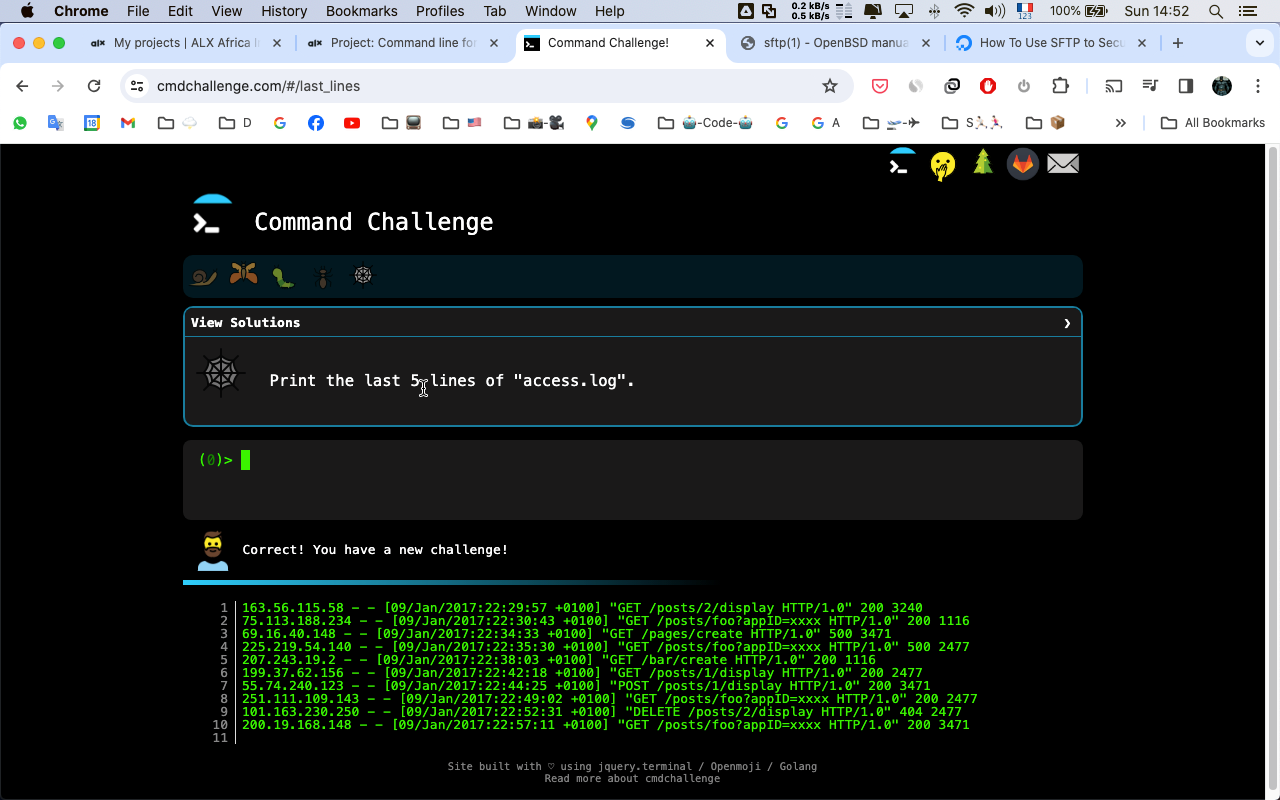 Chrome File Edit View History Bookmarks Profiles Tab Window Help 0.2 kB/s 0.5 kB/s 123 100% Sun 14:52
My projects | ALX Africa I Project: Command line for Command Challenge! sftp(1) - OpenBSD manua How To Use SFTP to Secu
cmdchallenge.com/#/last_lines
18 D G G G A -Code- S All Bookmarks
Command Challenge
View Solutions
Print the last 5 lines of "access.log".
(0)>
Correct! You have a new challenge!
1 163.56.115.58 - - [09/Jan/2017:22:29:57 +0100] "GET /posts/2/display HTTP/1.0" 200 3240
2 75.113.188.234 - - [09/Jan/2017:22:30:43 +0100] "GET /posts/foo?appID=xxxx HTTP/1.0" 200 1116
3 69.16.40.148 - - [09/Jan/2017:22:34:33 +0100] "GET /pages/create HTTP/1.0" 500 3471
4 225.219.54.140 - - [09/Jan/2017:22:35:30 +0100] "GET /posts/foo?appID=xxxx HTTP/1.0" 500 2477
5 207.243.19.2 - - [09/Jan/2017:22:38:03 +0100] "GET /bar/create HTTP/1.0" 200 1116
6 199.37.62.156 - - [09/Jan/2017:22:42:18 +0100] "GET /posts/1/display HTTP/1.0" 200 2477
7 55.74.240.123 - - [09/Jan/2017:22:44:25 +0100] "POST /posts/1/display HTTP/1.0" 200 3471
8 251.111.109.143 - - [09/Jan/2017:22:49:02 +0100] "GET /posts/foo?appID=xxxx HTTP/1.0" 200 2477
9 101.163.230.250 - - [09/Jan/2017:22:52:31 +0100] "DELETE /posts/2/display HTTP/1.0" 404 2477
10 200.19.168.148 - - [09/Jan/2017:22:57:11 +0100] "GET /posts/foo?appID=xxxx HTTP/1.0" 200 3471
11
Site built with ♡ using jquery.terminal / Openmoji / Golang
Read more about cmdchallenge